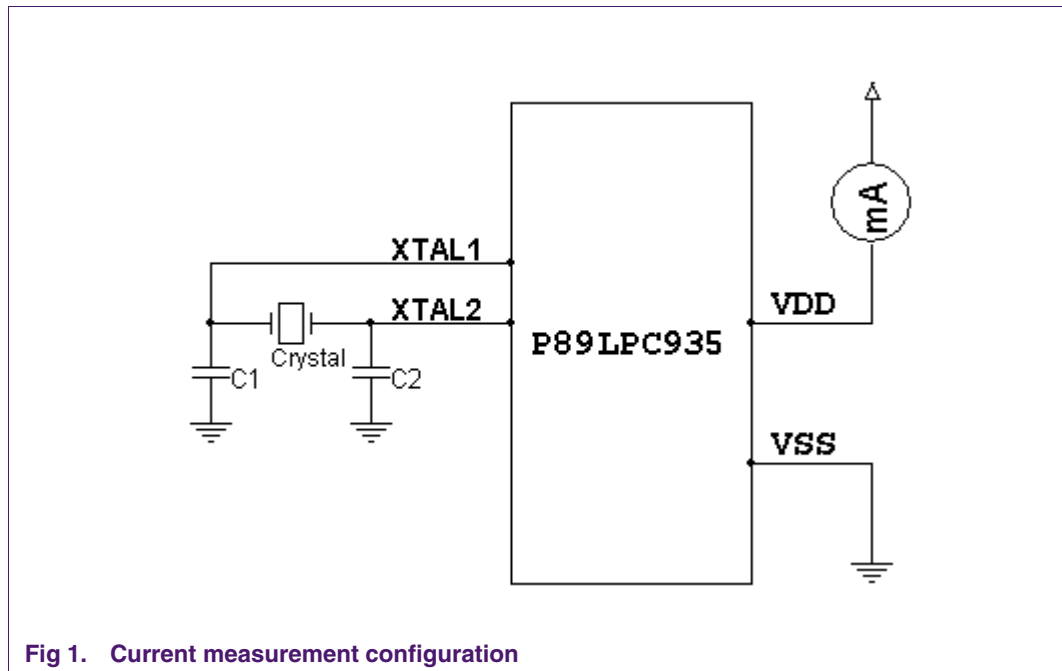 mA
XTAL1
XTAL2
VDD
P89LPC935
Crystal
C1
C2
VSS
Fig 1. Current measurement configuration